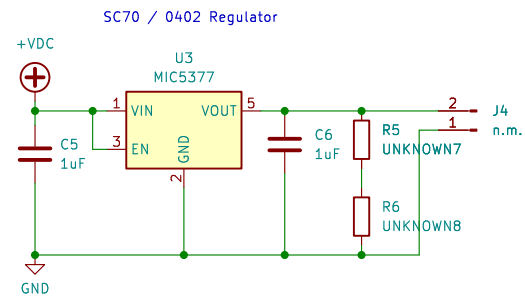 SC70 / 0402 Regulator
+VDC
U3
MIC5377
1 VIN VOUT 5
3 EN
GND
2
C5
1uF
C6
1uF
R5
UNKNOWN7
R6
UNKNOWN8
2 J4
1 n.m.
GND